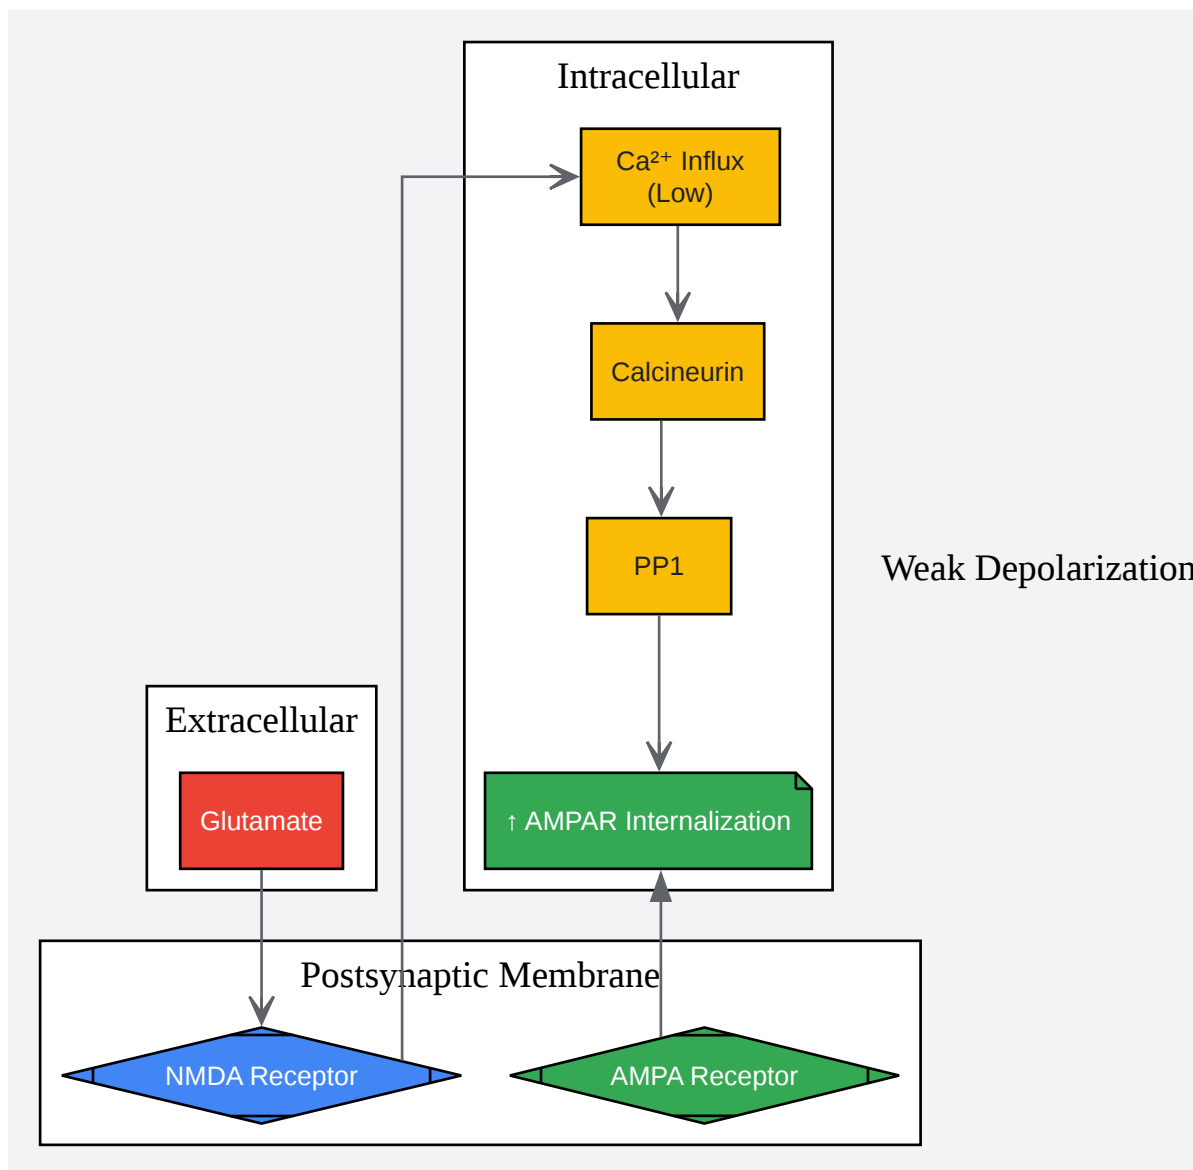 Intracellular
Ca²⁺ Influx
(Low)
Calcineurin
PP1
Weak Depolarization
Extracellular
Glutamate
↑ AMPAR Internalization
Postsynaptic Membrane
NMDA Receptor
AMPA Receptor